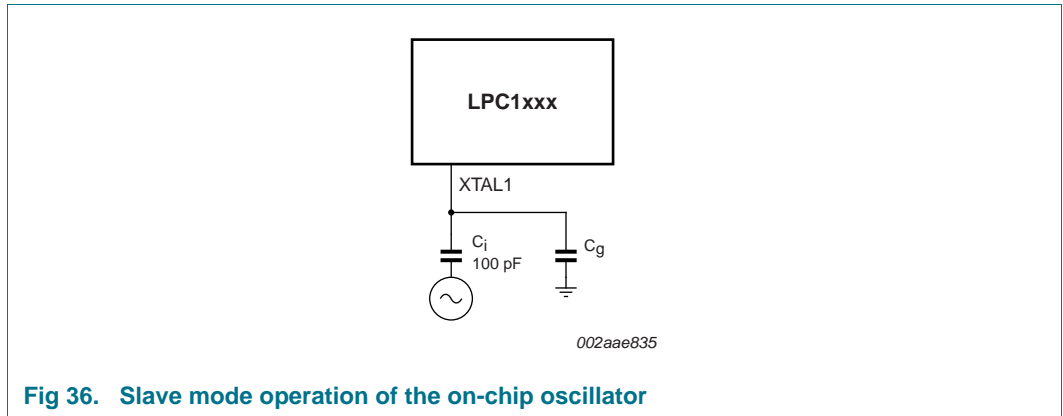 LPC1xxx
XTAL1
Ci
100 pF
Cg
002aae835
Fig 36. Slave mode operation of the on-chip oscillator